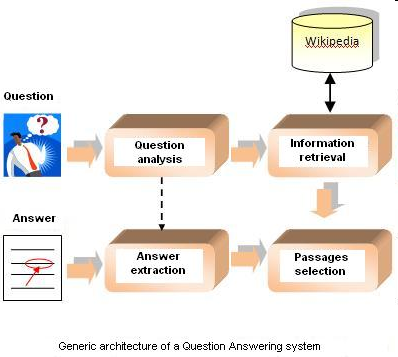 Wikipedia
Question
Question
analysis
Information
retrieval
Answer
Answer
extraction
Passages
selection
Generic architecture of a Question Answering system